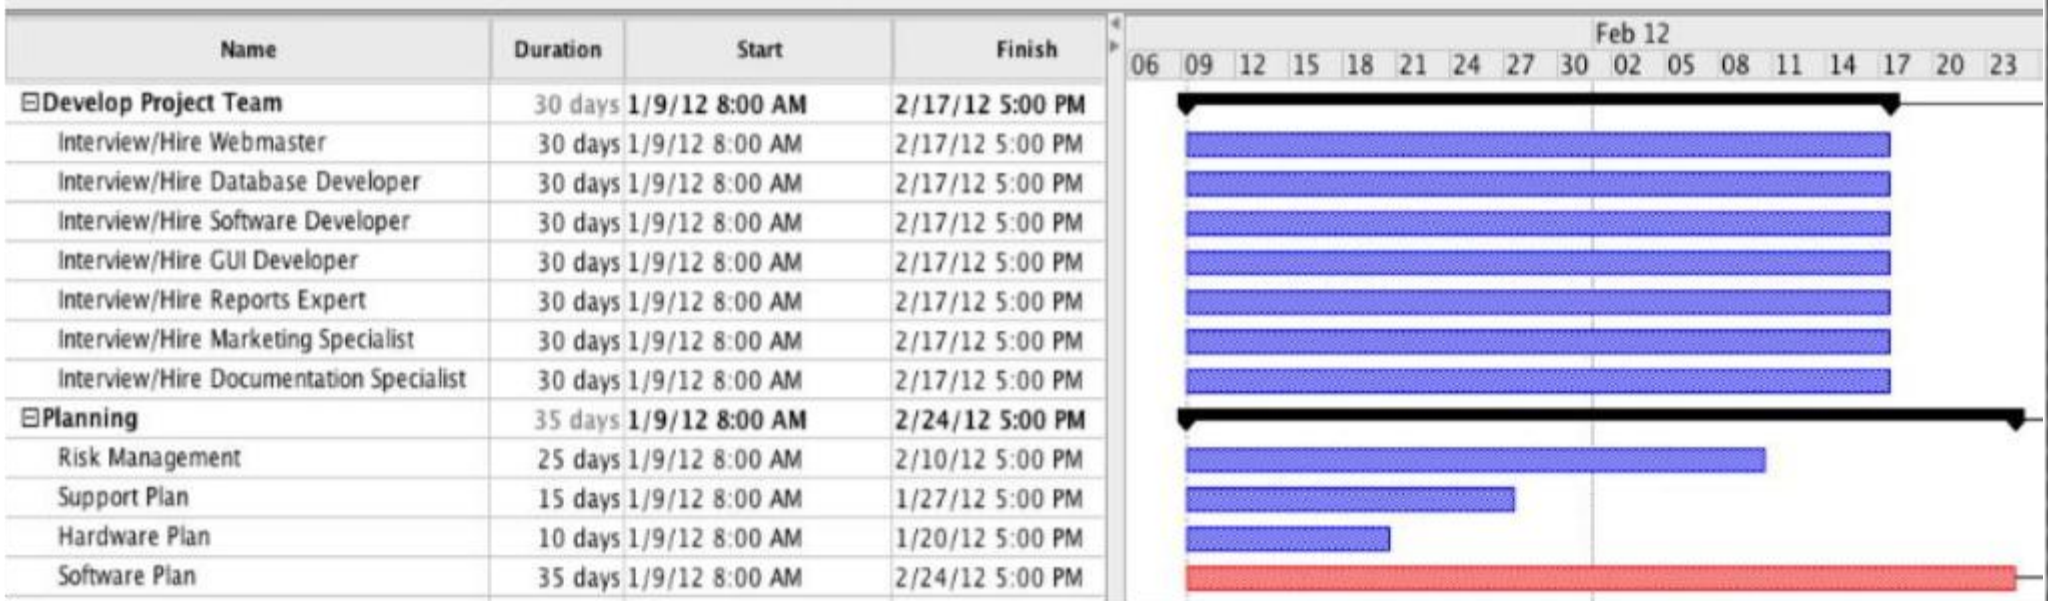 Name Duration Start Finish Feb 12
06 09 12 15 18 21 24 27 30 02 05 08 11 14 17 20 23
Develop Project Team 30 days 1/9/12 8:00 AM 2/17/12 5:00 PM
Interview/Hire Webmaster 30 days 1/9/12 8:00 AM 2/17/12 5:00 PM
Interview/Hire Database Developer 30 days 1/9/12 8:00 AM 2/17/12 5:00 PM
Interview/Hire Software Developer 30 days 1/9/12 8:00 AM 2/17/12 5:00 PM
Interview/Hire GUI Developer 30 days 1/9/12 8:00 AM 2/17/12 5:00 PM
Interview/Hire Reports Expert 30 days 1/9/12 8:00 AM 2/17/12 5:00 PM
Interview/Hire Marketing Specialist 30 days 1/9/12 8:00 AM 2/17/12 5:00 PM
Interview/Hire Documentation Specialist 30 days 1/9/12 8:00 AM 2/17/12 5:00 PM
Planning 35 days 1/9/12 8:00 AM 2/24/12 5:00 PM
Risk Management 25 days 1/9/12 8:00 AM 2/10/12 5:00 PM
Support Plan 15 days 1/9/12 8:00 AM 1/27/12 5:00 PM
Hardware Plan 10 days 1/9/12 8:00 AM 1/20/12 5:00 PM
Software Plan 35 days 1/9/12 8:00 AM 2/24/12 5:00 PM